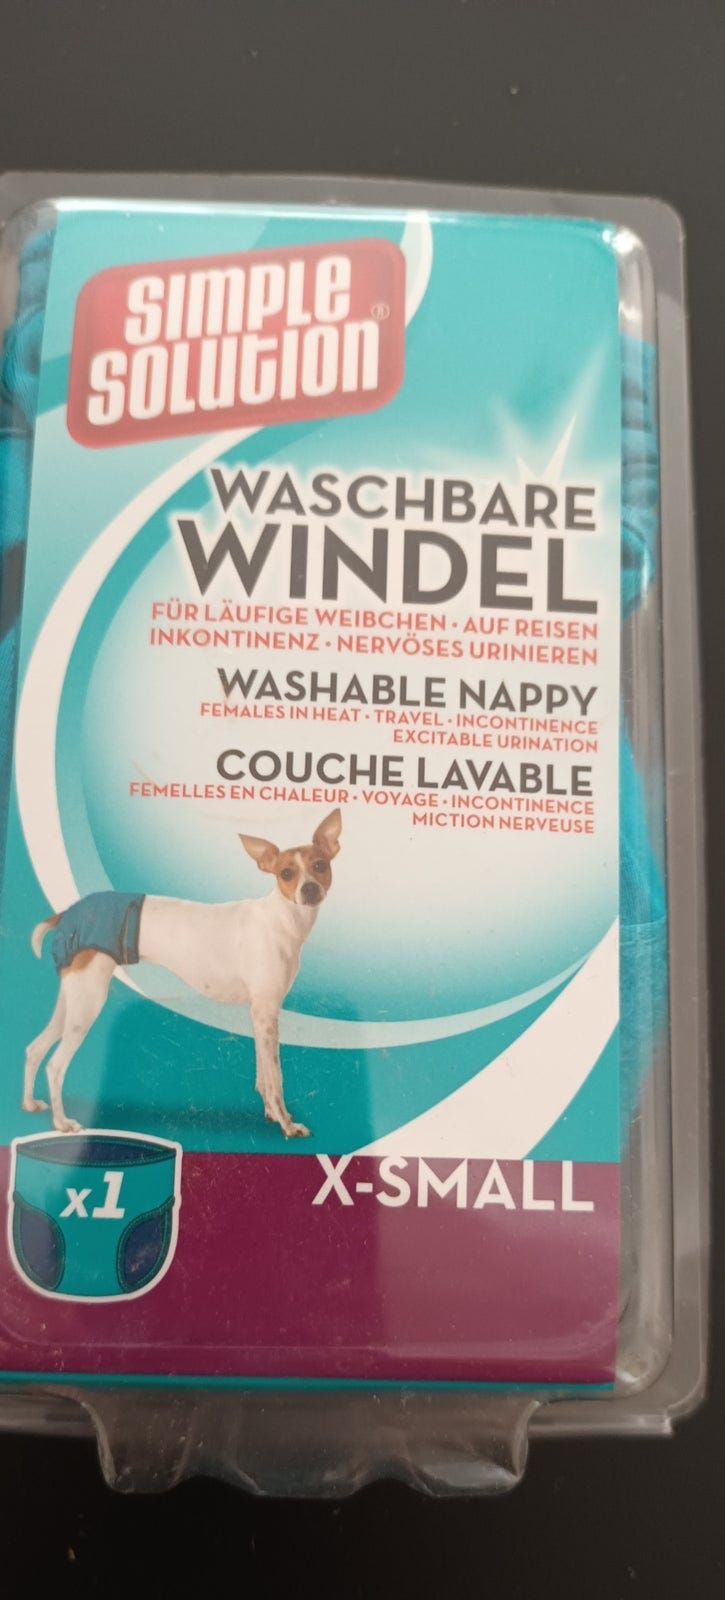 SIMPLE
SOLUTION®
WASCHBARE
WINDEL
FÜR LÄUFIGE WEIBCHEN · AUF REISEN
INKONTINENZ · NERVÖSES URINIEREN
WASHABLE NAPPY
FEMALES IN HEAT · TRAVEL · INCONTINENCE
EXCITABLE URINATION
COUCHE LAVABLE
FEMELLES EN CHALEUR · VOYAGE · INCONTINENCE
MICTION NERVEUSE
x1
X-SMALL